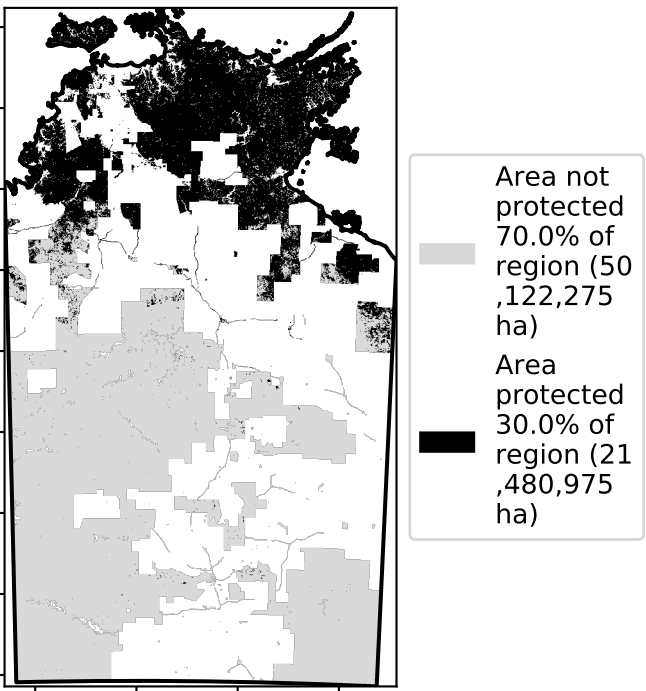 Area not
protected
70.0% of
region (50
,122,275
ha)
Area
protected
30.0% of
region (21
,480,975
ha)